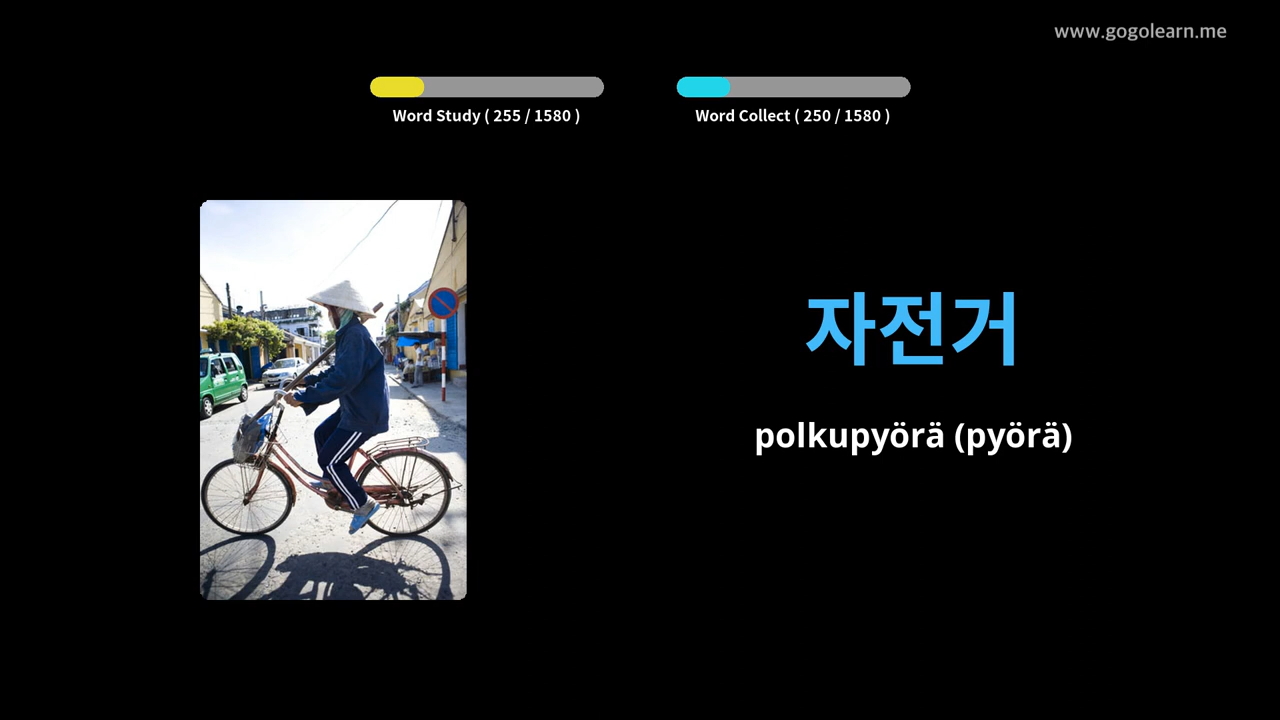 www.gogolearn.me
Word Study ( 255 / 1580 )
Word Collect ( 250 / 1580 )
자전거
polkupyörä (pyörä)